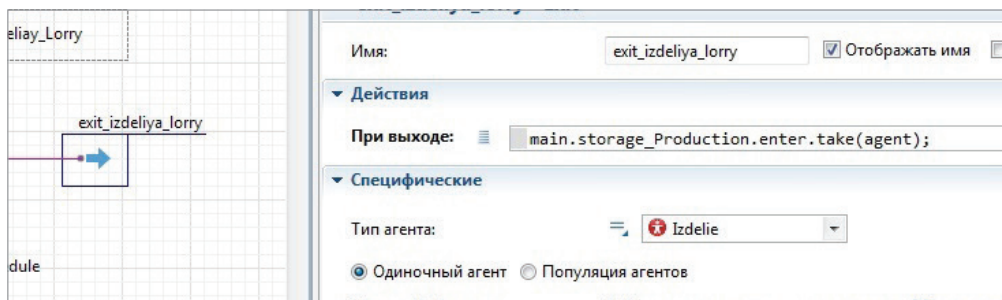 eliay_Lorry
Имя:
exit_izdeliya_lorry
Отображать имя
Действия
exit_izdeliya_lorry
При выходе:
main.storage_Production.enter.take(agent);
Специфические
Тип агента:
Izdelie
dule
Одиночный агент
Популяция агентов